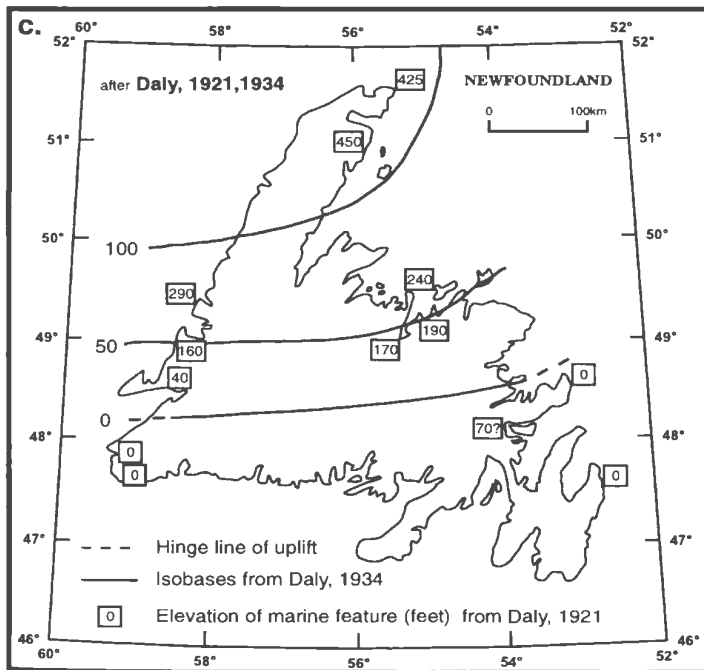 C.
60° 58° 56° 54° 52°
52° 52°
after Daly, 1921,1934
425
NEWFOUNDLAND
0 100km
51° 51°
450
50° 50°
100
290
240
49° 49°
50
160
170
190
40
0
0
48° 48°
0
70?
0
0
47° 47°
Hinge line of uplift
Isobases from Daly, 1934
0 Elevation of marine feature (feet) from Daly, 1921
46° 46°
60° 58° 56° 54° 52°